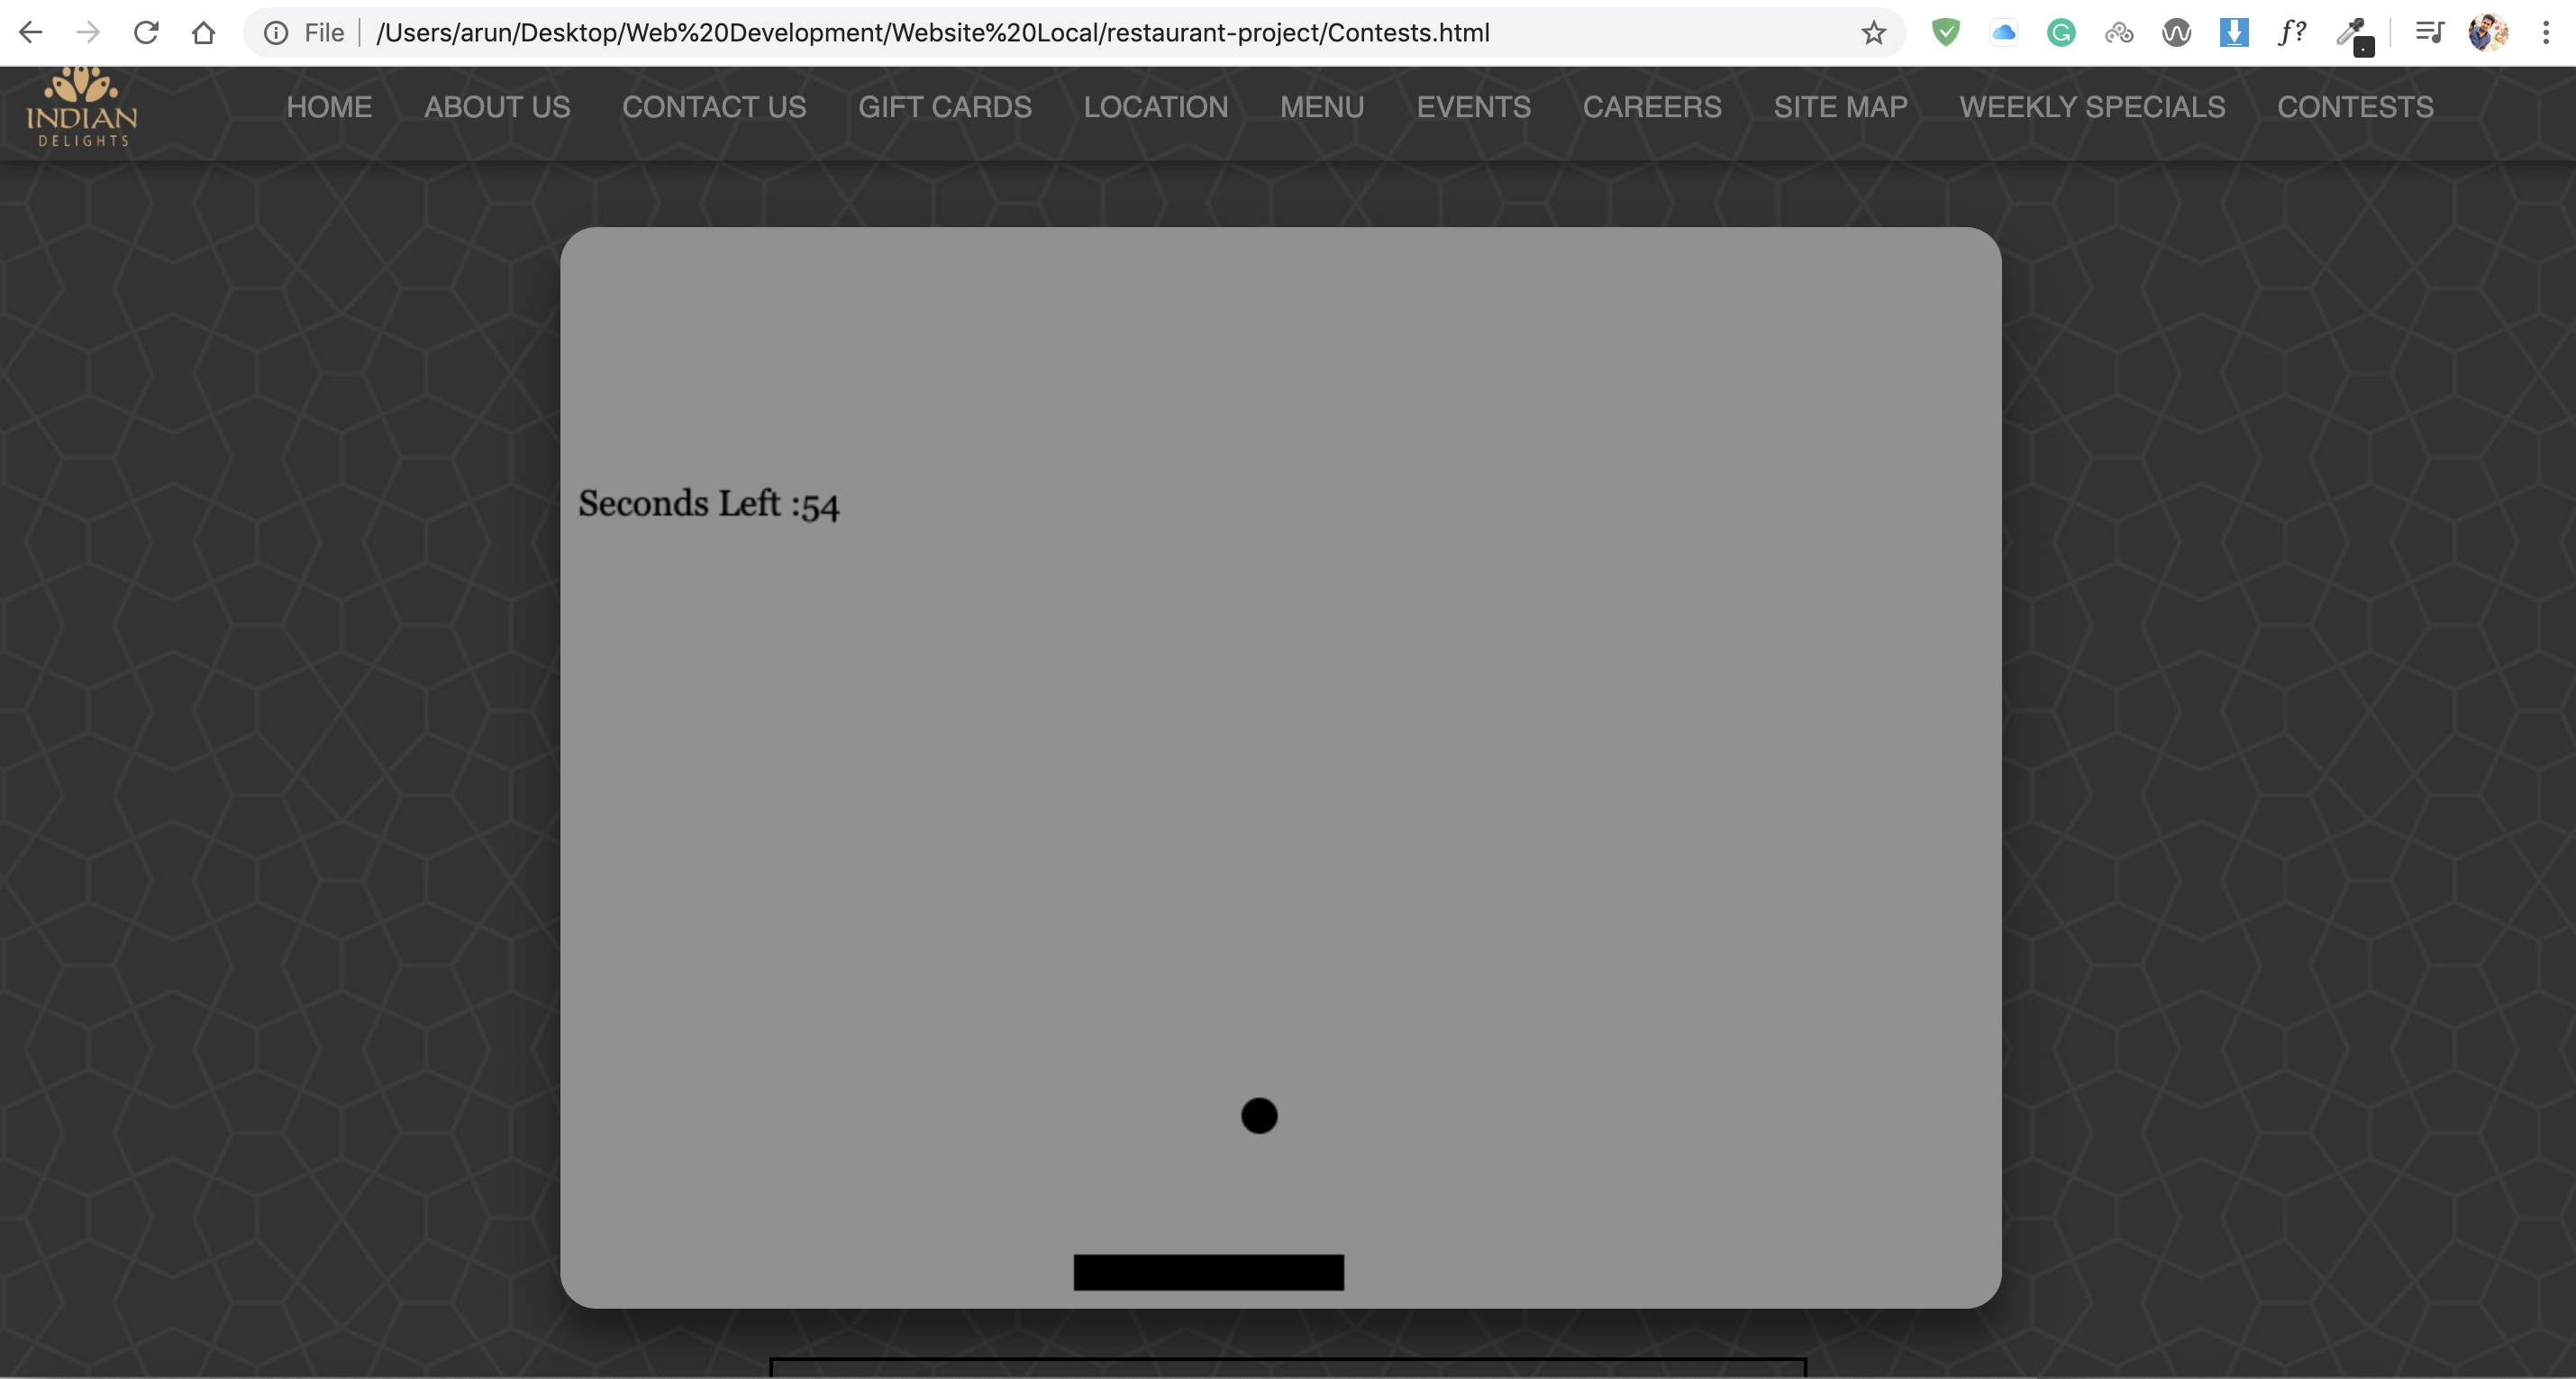 File /Users/arun/Desktop/Web%20Development/Website%20Local/restaurant-project/Contests.html
f?
INDIAN
DELIGHTS
HOME ABOUT US CONTACT US GIFT CARDS LOCATION MENU EVENTS CAREERS SITE MAP WEEKLY SPECIALS CONTESTS
Seconds Left :54